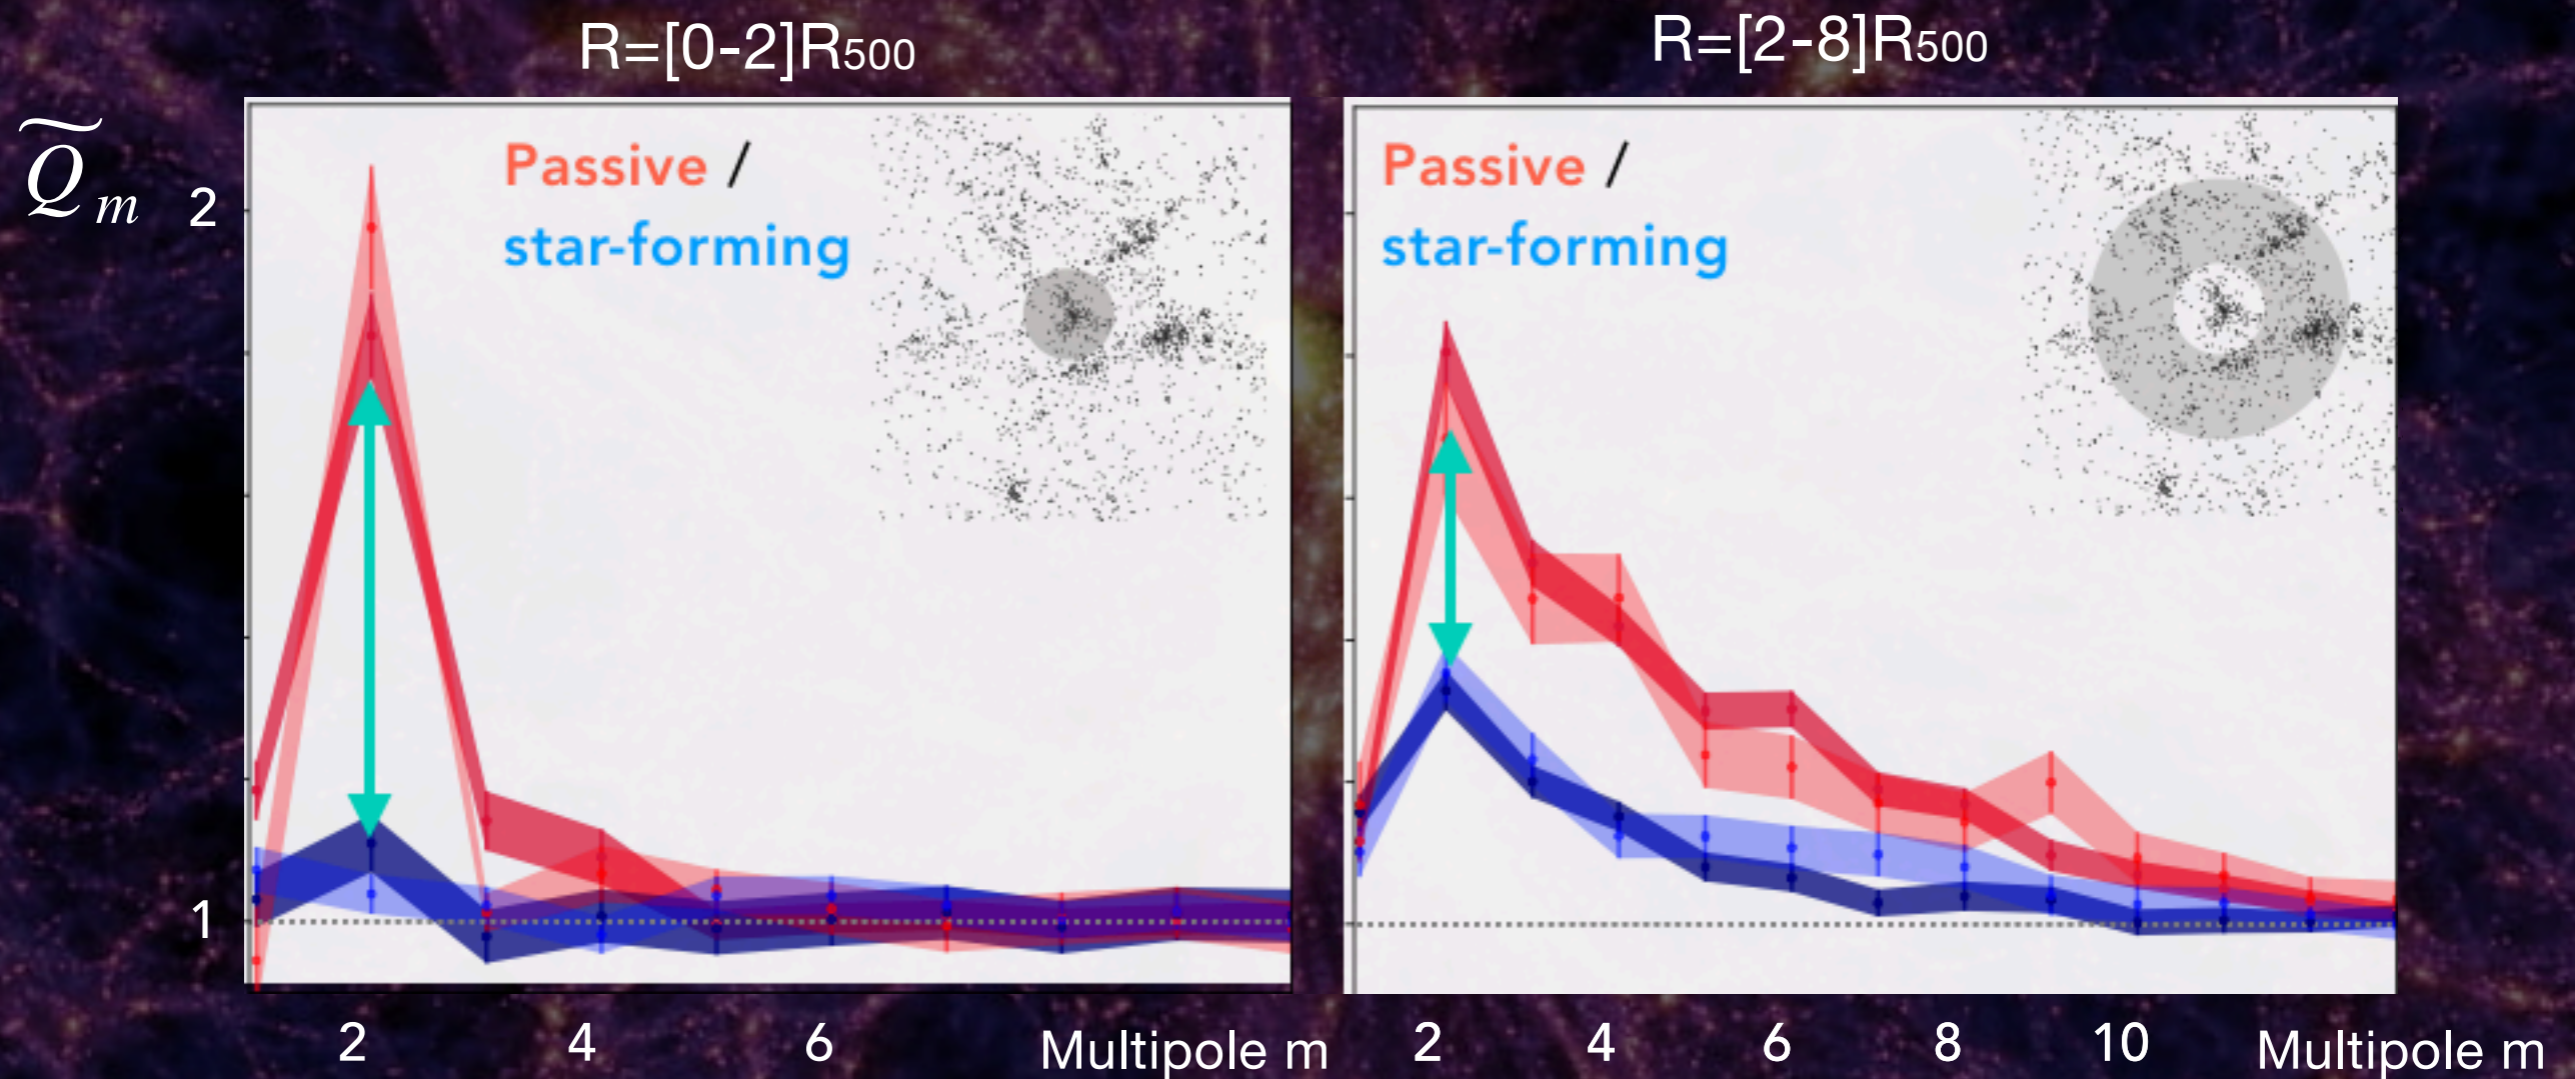 R=[0-2]R500
R=[2-8]R500
Q̃m
2
1
Passive /
star-forming
Passive /
star-forming
2 4 6 Multipole m
2 4 6 8 10 Multipole m